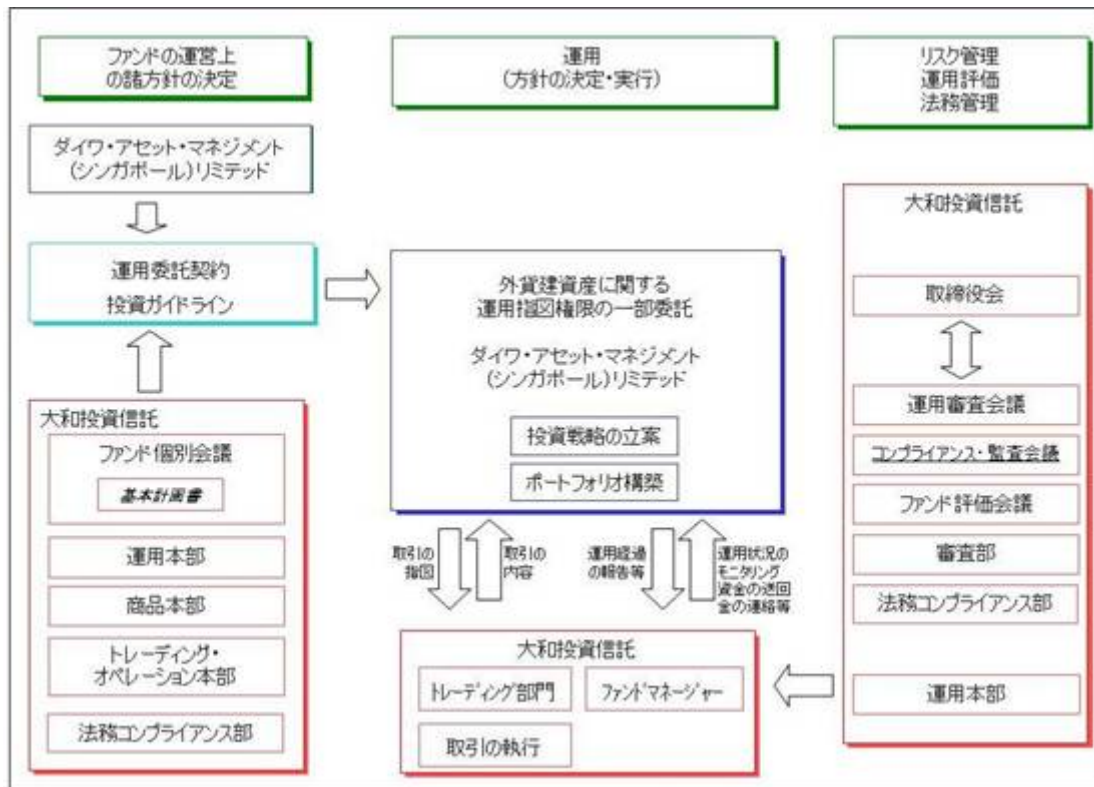 ファンドの運営上
の諸方針の決定
運用
(方針の決定・実行)
リスク管理
運用評価
法務管理
ダイワ・アセット・マネジメント
(シンガポール)リミテッド
運用委託契約
投資ガイドライン
大和投資信託
ファンド個別会議
基本計画書
運用本部
商品本部
トレーディング・
オペレーション本部
法務コンプライアンス部
外貨建資産に関する
運用指図権限の一部委託
ダイワ・アセット・マネジメント
(シンガポール)リミテッド
投資戦略の立案
ポートフォリオ構築
取引の
指図
取引の
内容
運用経過
の報告等
運用状況の
モニタリング
資金の送回
金の連絡等
大和投資信託
トレーディング部門
ファンドマネージャー
取引の執行
大和投資信託
取締役会
運用審査会議
コンプライアンス・監査会議
ファンド評価会議
審査部
法務コンプライアンス部
運用本部